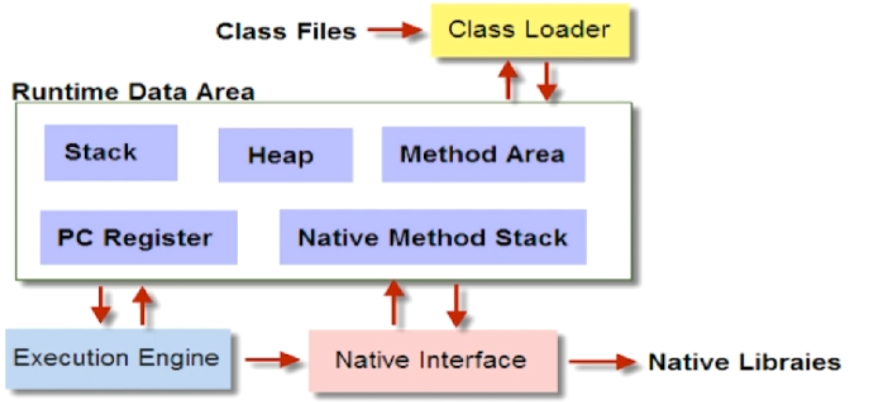 Class Files
Class Loader
Runtime Data Area
Stack
Heap
Method Area
PC Register
Native Method Stack
Execution Engine
Native Interface
Native Libraies